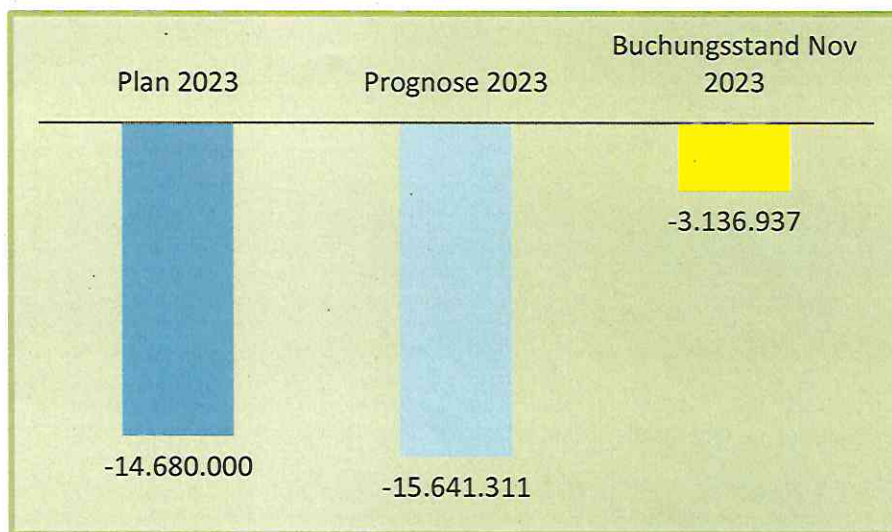 Plan 2023
Prognose 2023
Buchungsstand Nov
2023
-14.680.000
-15.641.311
-3.136.937